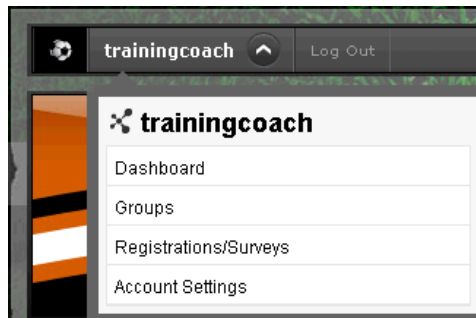 trainingcoach Log Out
trainingcoach
Dashboard
Groups
Registrations/Surveys
Account Settings